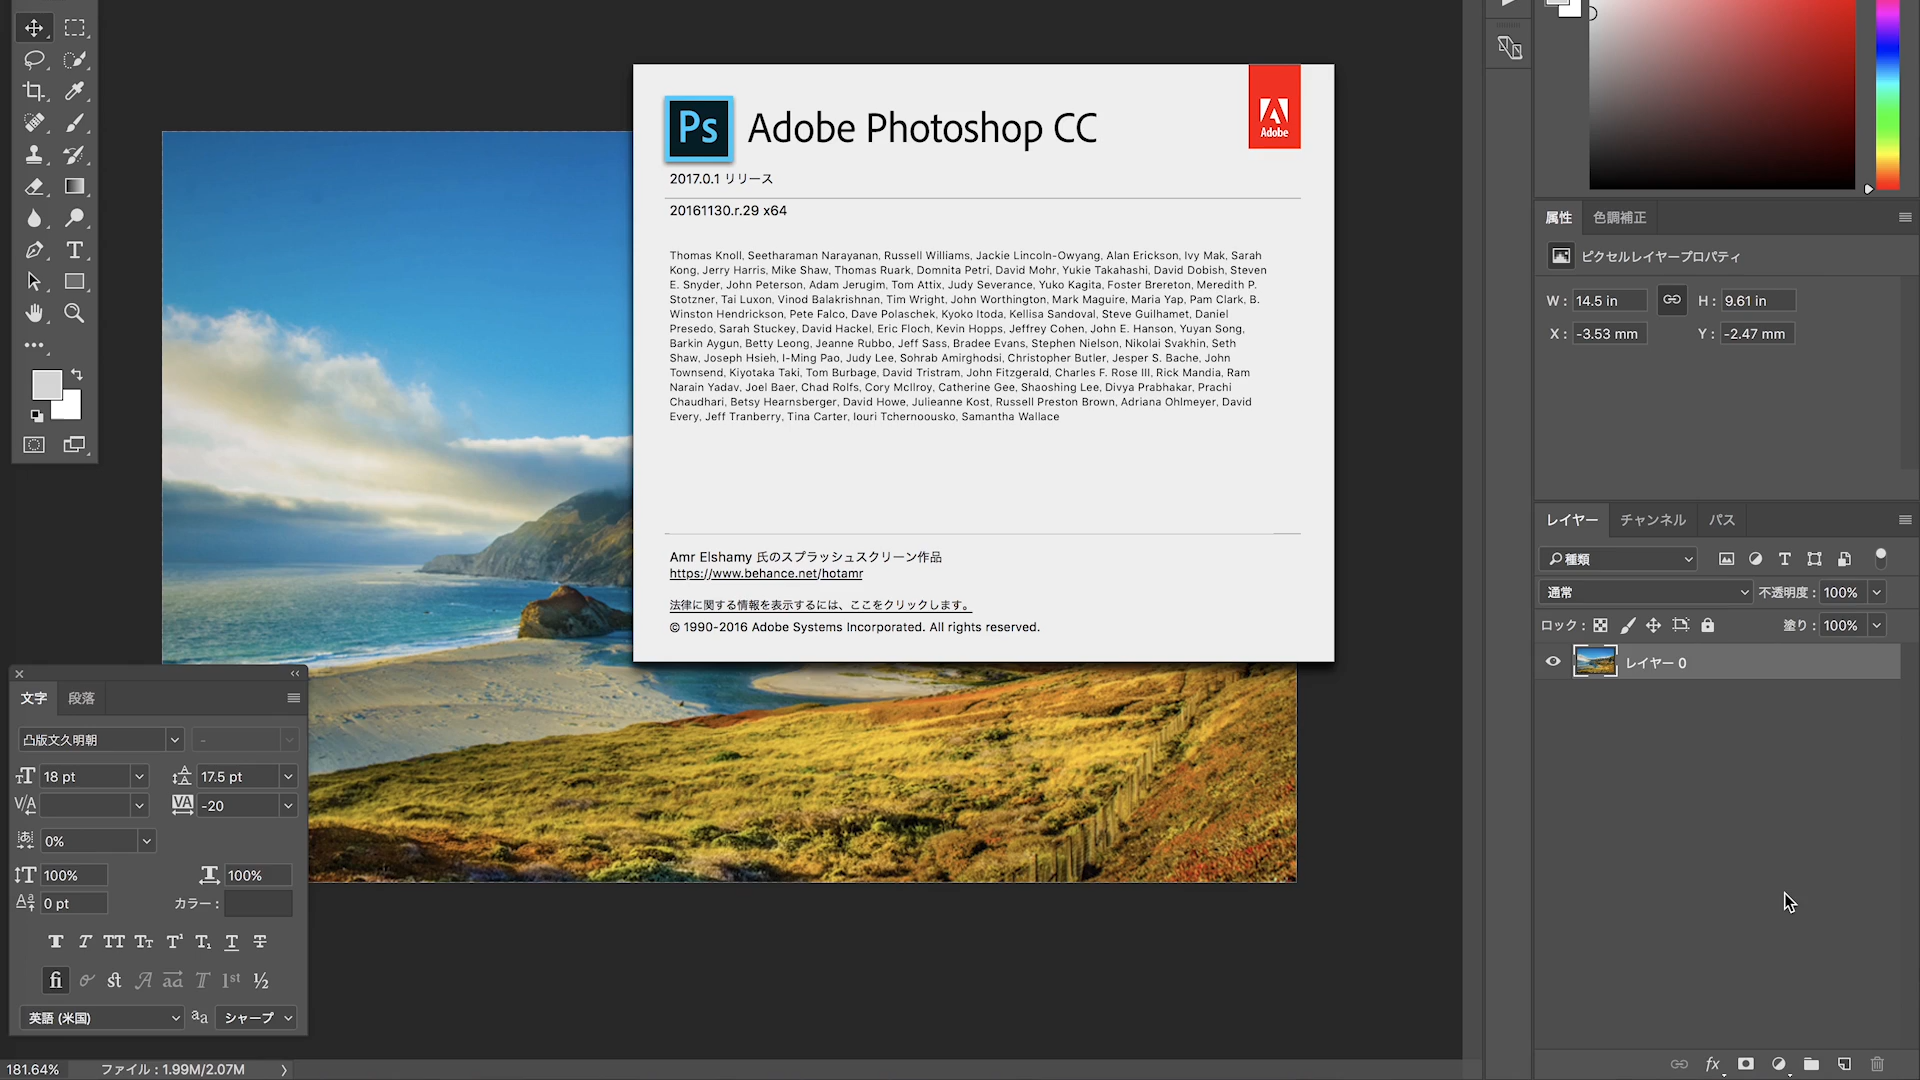 Ps Adobe Photoshop CC
Adobe
2017.0.1 リリース
20161130.r.29 x64
Thomas Knoll, Seetharaman Narayanan, Russell Williams, Jackie Lincoln-Owyang, Alan Erickson, Ivy Mak, Sarah
Kong, Jerry Harris, Mike Shaw, Thomas Ruark, Domnita Petri, David Mohr, Yukie Takahashi, David Dobish, Steven
E. Snyder, John Peterson, Adam Jerugim, Tom Attix, Judy Severance, Yuko Kagita, Foster Brereton, Meredith P.
Stotzner, Tai Luxon, Vinod Balakrishnan, Tim Wright, John Worthington, Mark Maguire, Maria Yap, Pam Clark, B.
Winston Hendrickson, Pete Falco, Dave Polaschek, Kyoko Itoda, Kellisa Sandoval, Steve Guilhamet, Daniel
Presedo, Sarah Stuckey, David Hackel, Eric Floch, Kevin Hopps, Jeffrey Cohen, John E. Hanson, Yuyan Song,
Barkin Aygun, Betty Leong, Jeanne Rubbo, Jeff Sass, Bradee Evans, Stephen Nielson, Nikolai Svakhin, Seth
Shaw, Joseph Hsieh, I-Ming Pao, Judy Lee, Sohrab Amirghodsi, Christopher Butler, Jesper S. Bache, John
Townsend, Kiyotaka Taki, Tom Burbage, David Tristram, John Fitzgerald, Charles F. Rose III, Rick Mandia, Ram
Narain Yadav, Joel Baer, Chad Rolfs, Cory McIlroy, Catherine Gee, Shaoshing Lee, Divya Prabhakar, Prachi
Chaudhari, Betsy Hearnsberger, David Howe, Julieanne Kost, Russell Preston Brown, Adriana Ohlmeyer, David
Every, Jeff Tranberry, Tina Carter, Iouri Tchernoousko, Samantha Wallace
Amr Elshamy 氏のスプラッシュスクリーン作品
https://www.behance.net/hotamr
法律に関する情報を表示するには、ここをクリックします。
© 1990-2016 Adobe Systems Incorporated. All rights reserved.
属性 色調補正
ピクセルレイヤープロパティ
W : 14.5 in H : 9.61 in
X : -3.53 mm Y : -2.47 mm
レイヤー チャンネル パス
種類
通常 不透明度 : 100%
ロック : 塗り : 100%
レイヤー 0
fx
文字 段落
凸版文久明朝 -
18 pt 17.5 pt
V/A VA -20
0%
100% 100%
0 pt カラー :
T T TT Tт T¹ T₁ T T
fi st A aa T 1st ½
英語 (米国) aa シャープ
181.64% ファイル : 1.99M/2.07M